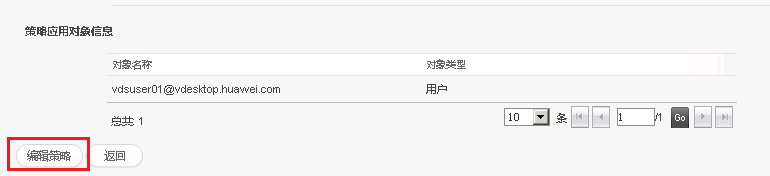 策略应用对象信息
对象名称 对象类型
vdsuser01@vdesktop.huawei.com 用户
总共: 1 10 条 1 /1 Go
编辑策略 返回